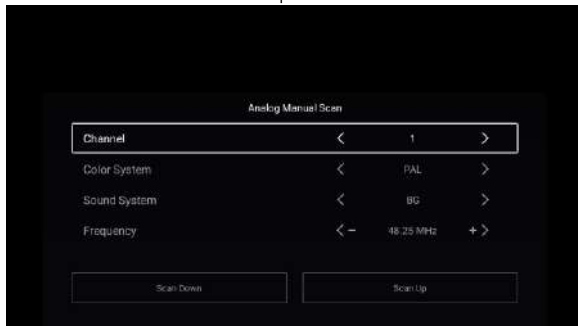 Analog Manual Scan
Channel < 1 >
Color System < PAL >
Sound System < BG >
Frequency < - 48.25 MHz + >
Scan Down Scan Up